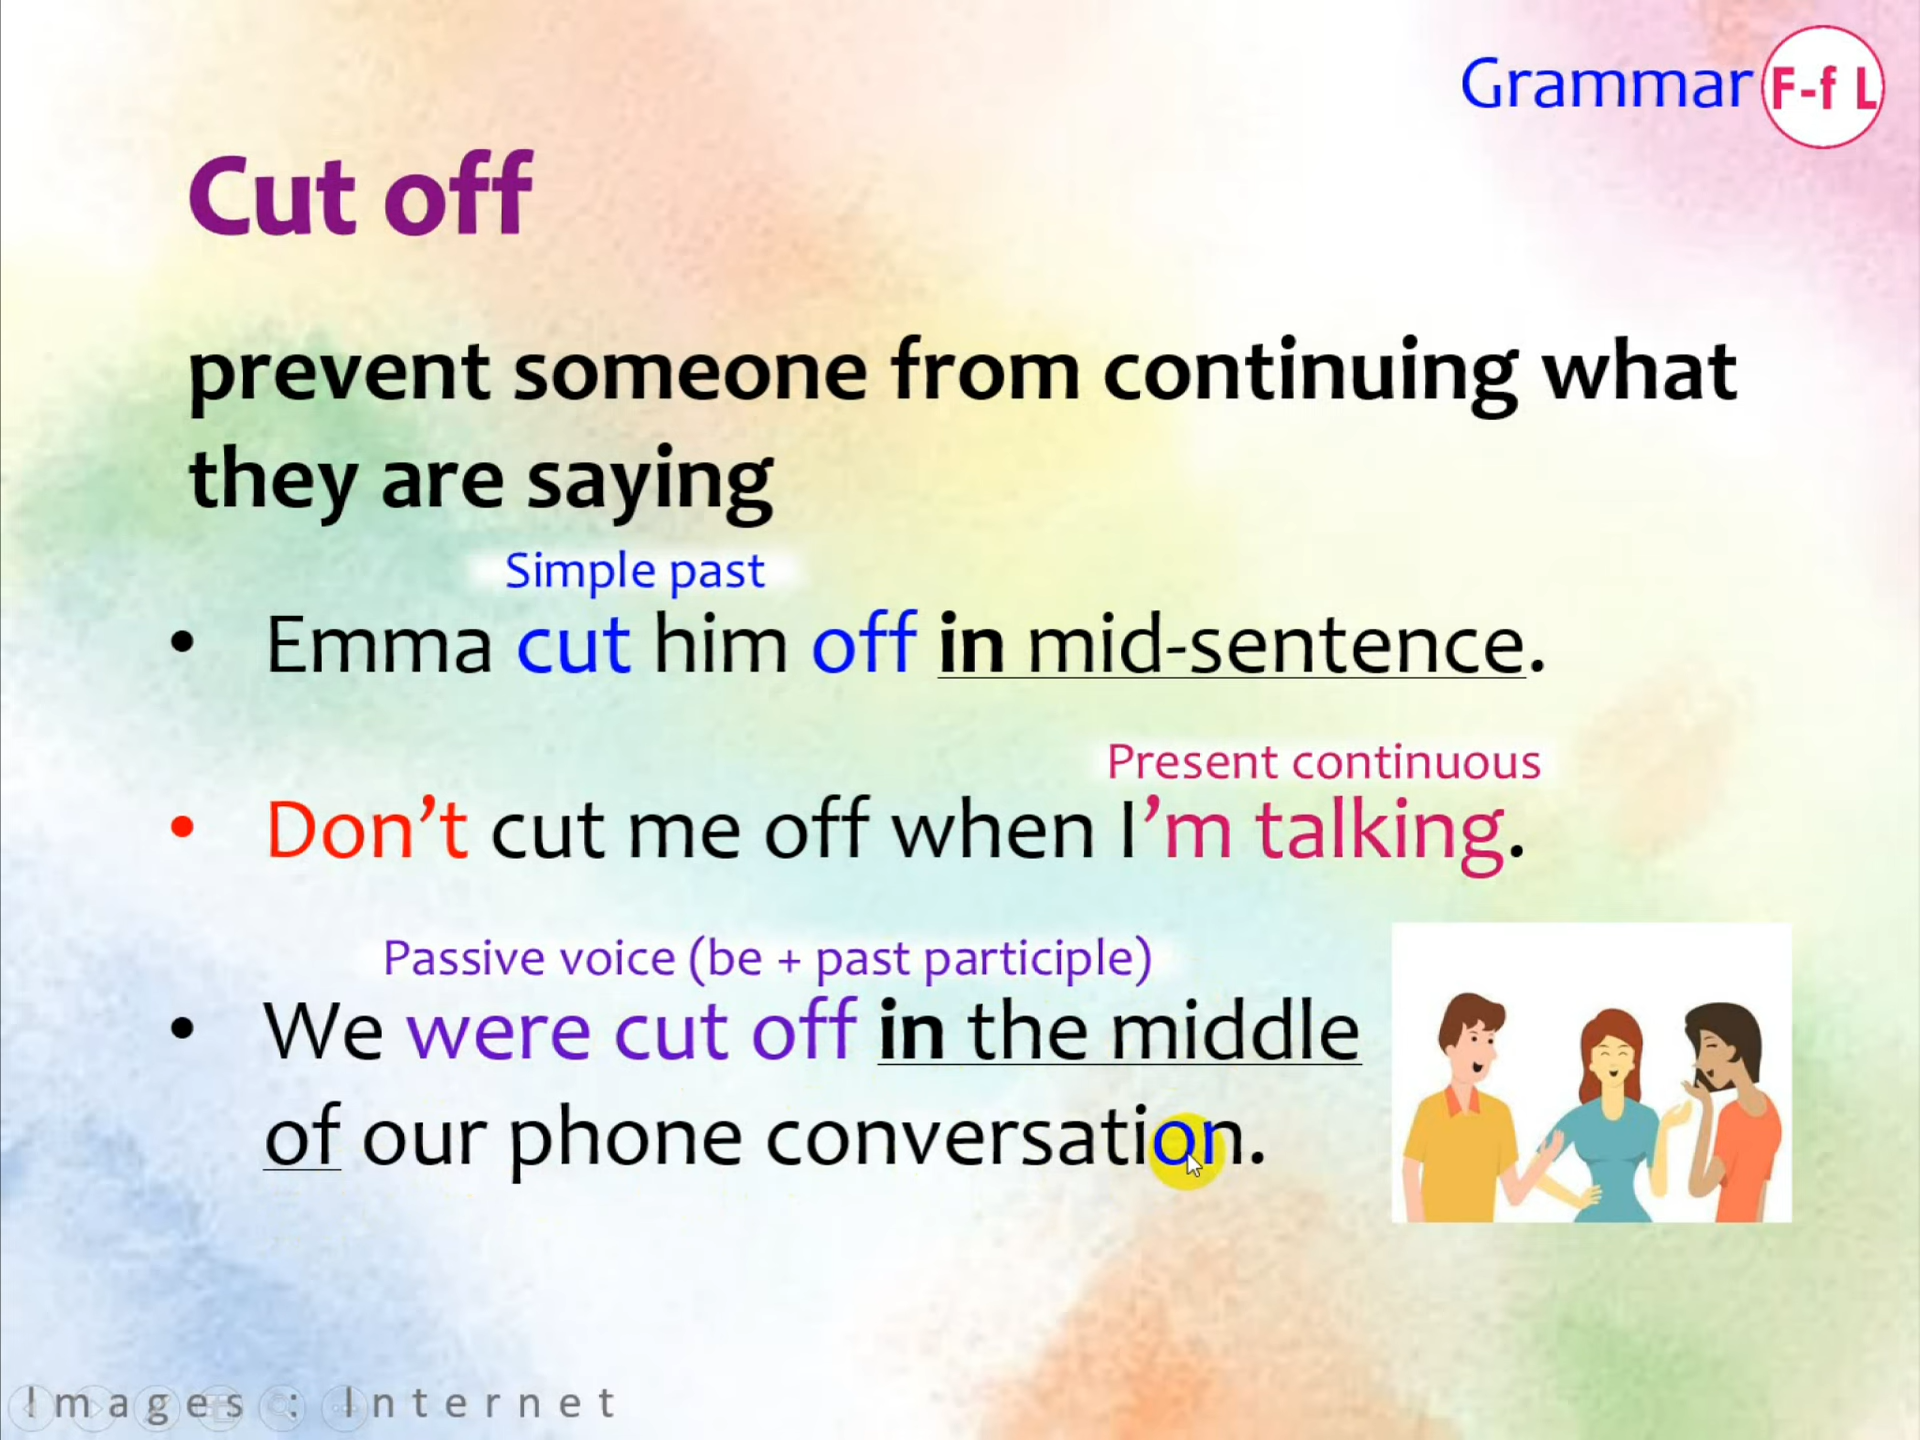 Grammar F-f L
Cut off
prevent someone from continuing what
they are saying
Simple past
• Emma cut him off in mid-sentence.
Present continuous
• Don’t cut me off when I’m talking.
Passive voice (be + past participle)
• We were cut off in the middle
of our phone conversation.
Images : Internet